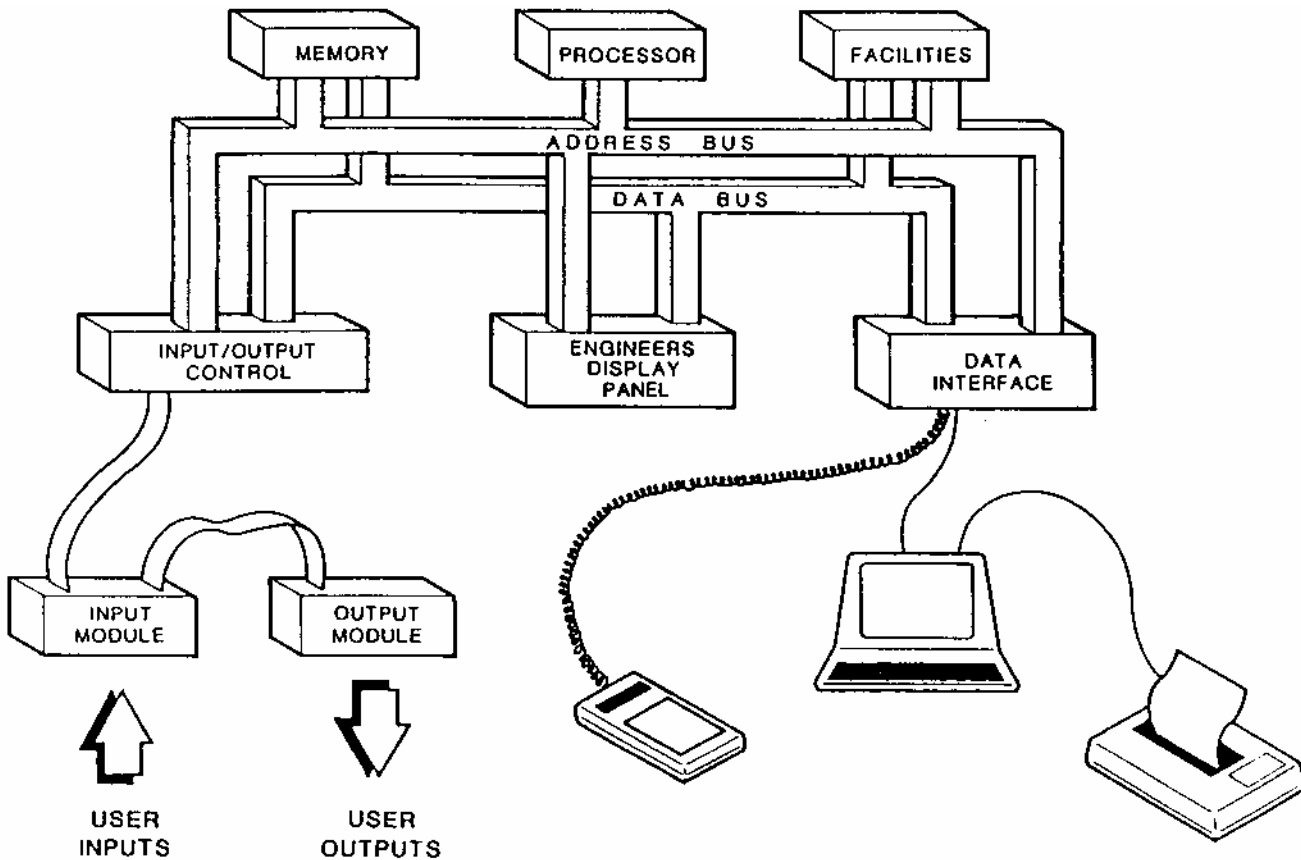 MEMORY
PROCESSOR
FACILITIES
ADDRESS BUS
DATA BUS
INPUT/OUTPUT
CONTROL
ENGINEERS
DISPLAY
PANEL
DATA
INTERFACE
INPUT
MODULE
OUTPUT
MODULE
USER
INPUTS
USER
OUTPUTS